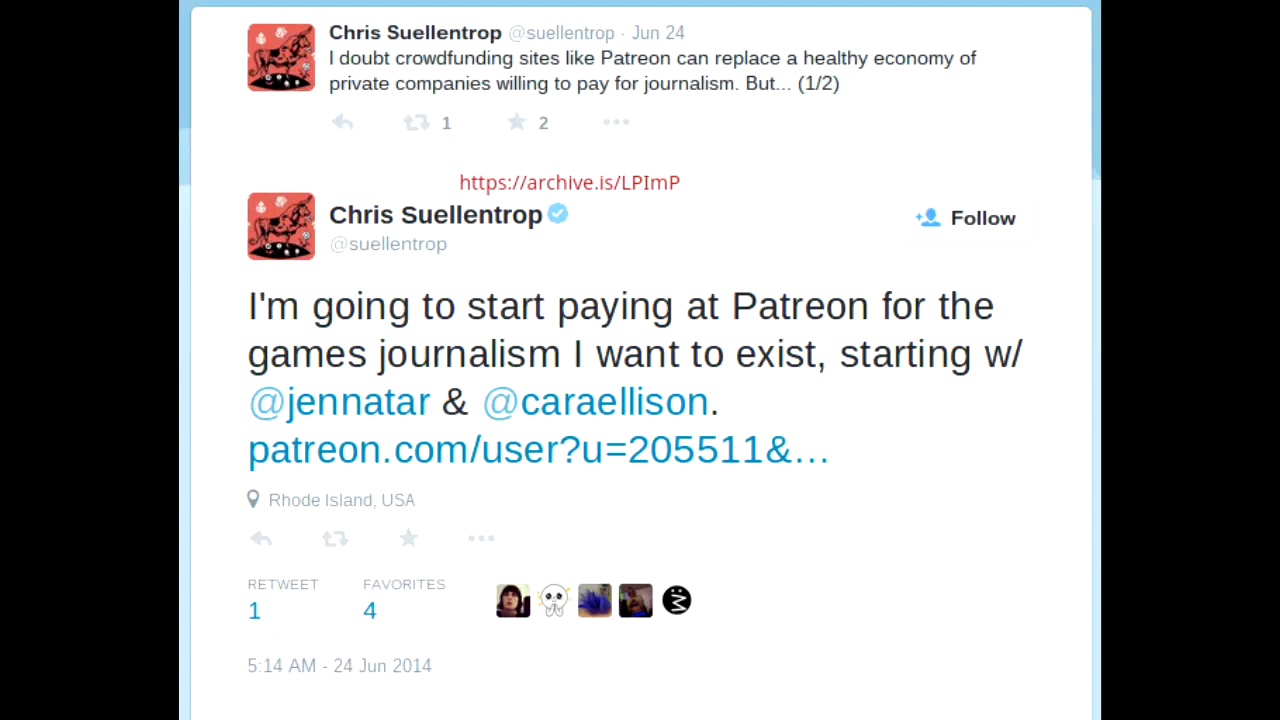 Chris Suellentrop @suellentrop · Jun 24
I doubt crowdfunding sites like Patreon can replace a healthy economy of
private companies willing to pay for journalism. But... (1/2)
1 2
https://archive.is/LPImP
Chris Suellentrop
@suellentrop
Follow
I'm going to start paying at Patreon for the
games journalism I want to exist, starting w/
@jennatar & @caraellison.
patreon.com/user?u=205511&…
Rhode Island, USA
RETWEET FAVORITES
1 4
5:14 AM - 24 Jun 2014